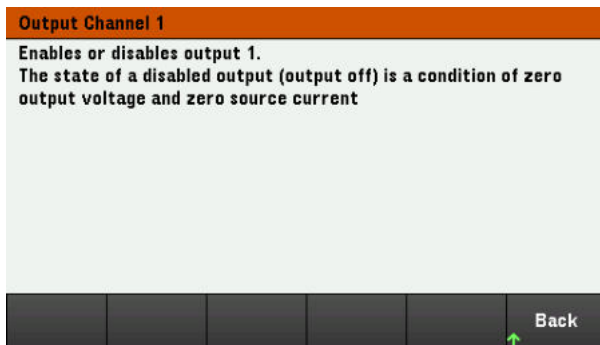 Output Channel 1
Enables or disables output 1.
The state of a disabled output (output off) is a condition of zero
output voltage and zero source current
Back